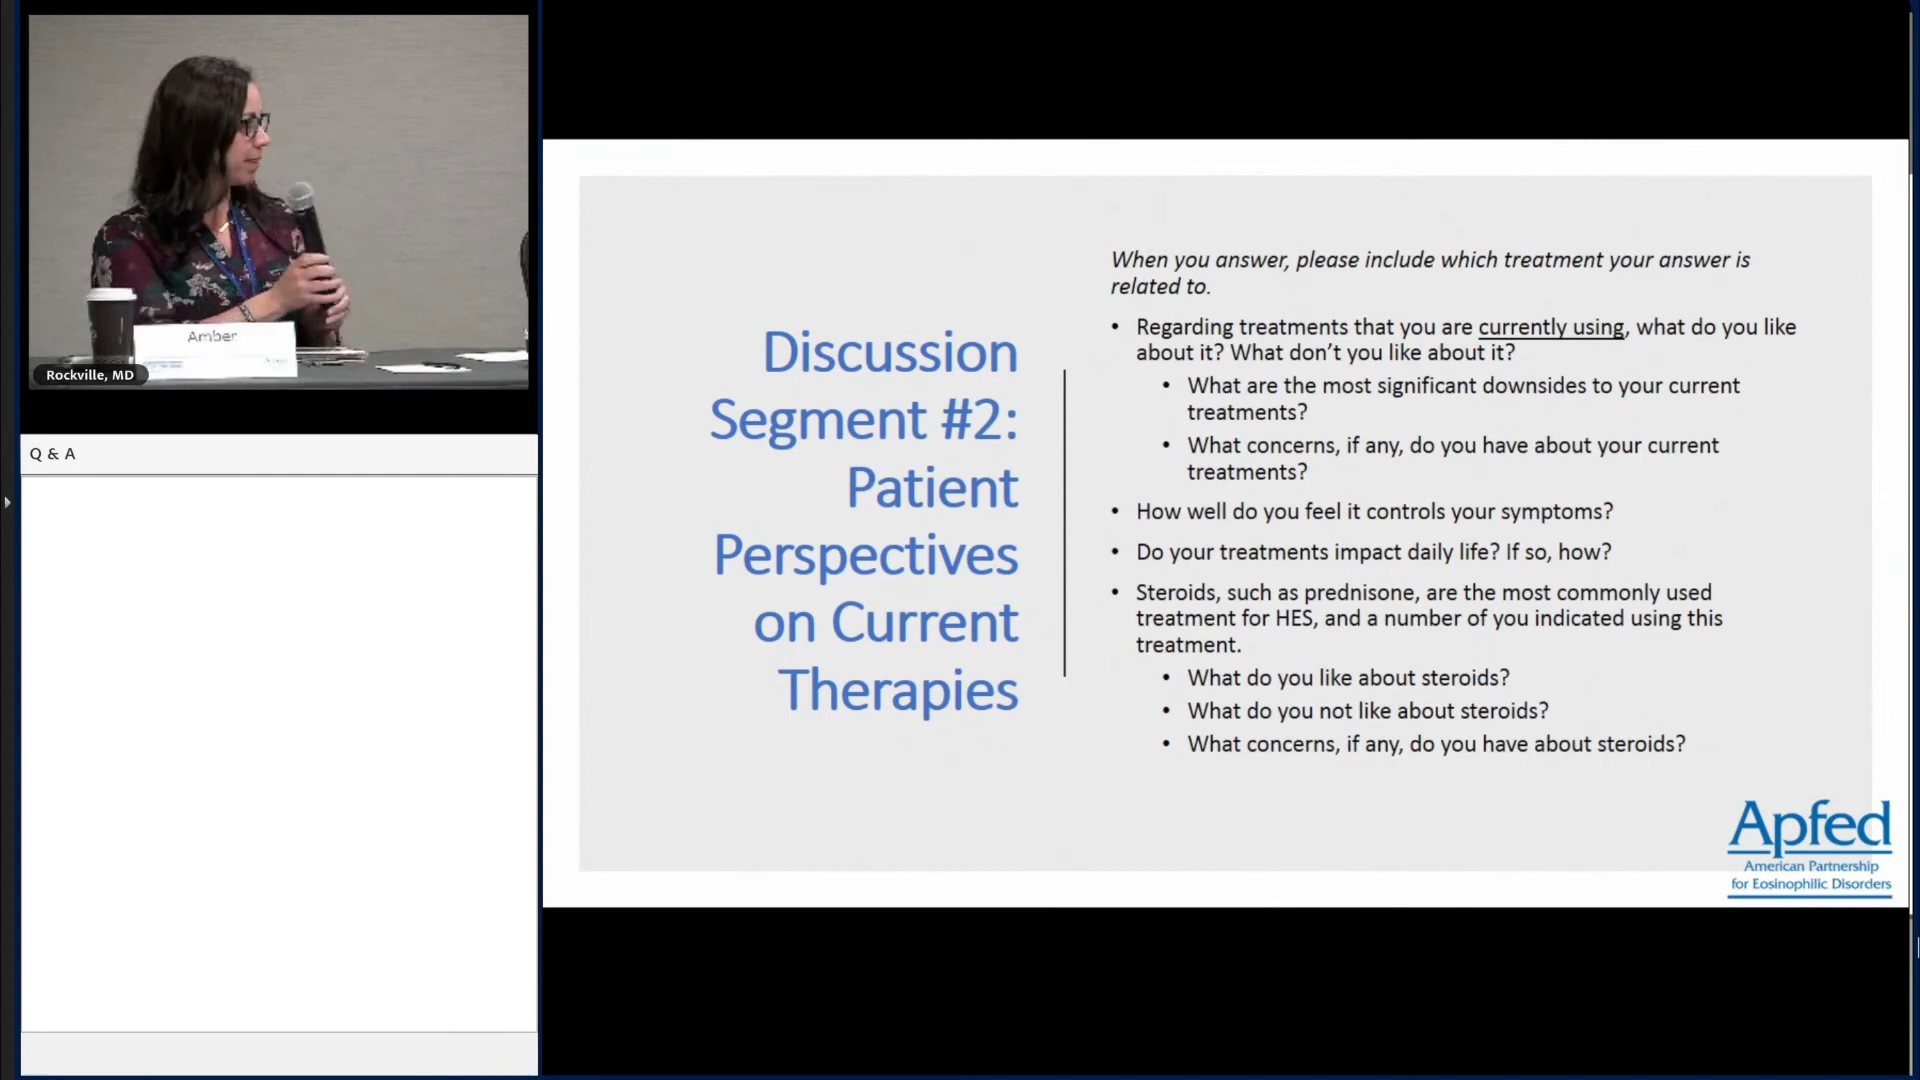 Amber
Rockville, MD
Q & A
Discussion
Segment #2:
Patient
Perspectives
on Current
Therapies
When you answer, please include which treatment your answer is
related to.
• Regarding treatments that you are currently using, what do you like
about it? What don’t you like about it?
• What are the most significant downsides to your current
treatments?
• What concerns, if any, do you have about your current
treatments?
• How well do you feel it controls your symptoms?
• Do your treatments impact daily life? If so, how?
• Steroids, such as prednisone, are the most commonly used
treatment for HES, and a number of you indicated using this
treatment.
• What do you like about steroids?
• What do you not like about steroids?
• What concerns, if any, do you have about steroids?
Apfed
American Partnership
for Eosinophilic Disorders